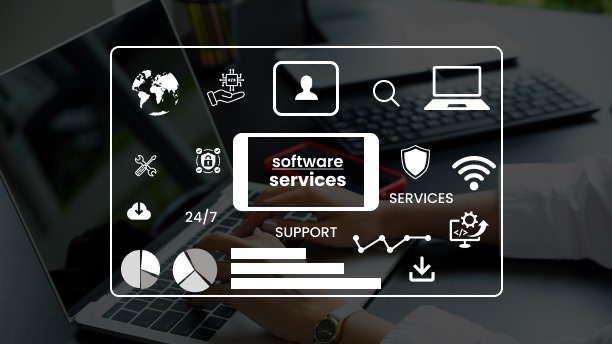 software
services
SERVICES
24/7
SUPPORT